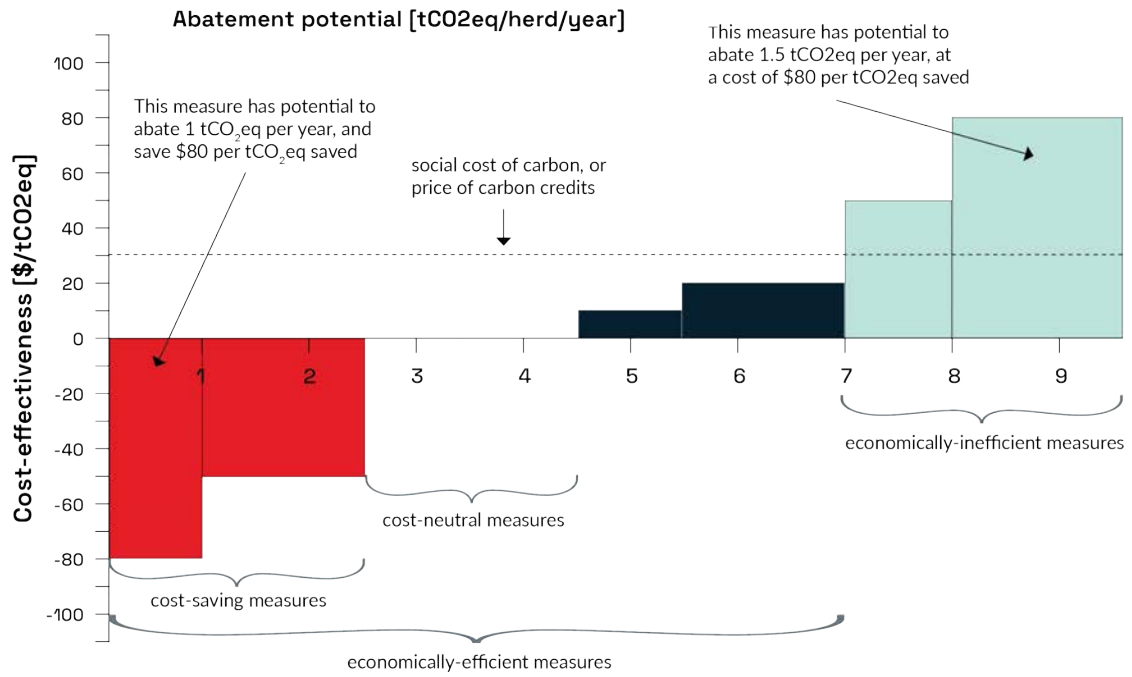 Abatement potential [tCO2eq/herd/year]
This measure has potential to
abate 1.5 tCO2eq per year, at
a cost of $80 per tCO2eq saved
This measure has potential to
abate 1 tCO₂eq per year, and
save $80 per tCO₂eq saved
social cost of carbon, or
price of carbon credits
Cost-effectiveness [$/tCO2eq]
100
80
60
40
20
0
-20
-40
-60
-80
-100
1 2 3 4 5 6 7 8 9
economically-inefficient measures
cost-neutral measures
cost-saving measures
economically-efficient measures